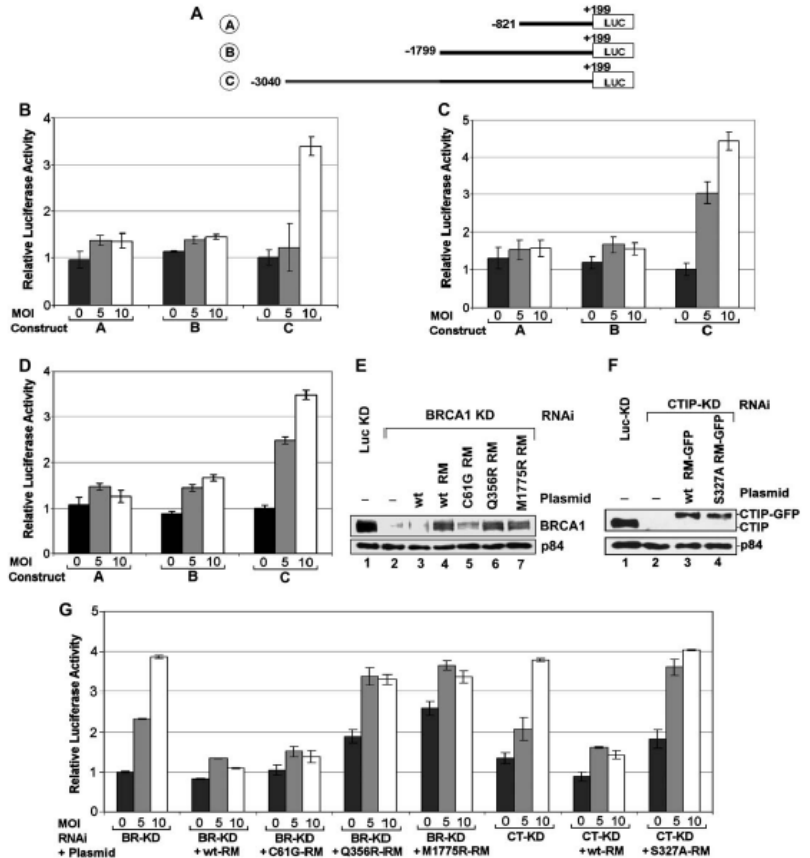 A
A -821 +199 LUC
B -1799 +199 LUC
C -3040 +199 LUC
B
Relative Luciferase Activity
4
3
2
1
0
MOI 0 5 10 0 5 10 0 5 10
Construct A B C
C
Relative Luciferase Activity
5
4
3
2
1
0
MOI 0 5 10 0 5 10 0 5 10
Construct A B C
D
Relative Luciferase Activity
4
3
2
1
0
MOI 0 5 10 0 5 10 0 5 10
Construct A B C
E
Luc KD BRCA1 KD RNAi
– – wt wt RM C61G RM Q356R RM M1775R RM Plasmid
BRCA1
p84
1 2 3 4 5 6 7
F
Luc-KD CTIP-KD RNAi
– – wt RM-GFP S327A RM-GFP Plasmid
CTIP-GFP
CTIP
p84
1 2 3 4
G
Relative Luciferase Activity
5
4
3
2
1
0
MOI 0 5 10 0 5 10 0 5 10 0 5 10 0 5 10 0 5 10 0 5 10 0 5 10
RNAi BR-KD BR-KD BR-KD BR-KD BR-KD CT-KD CT-KD CT-KD
+ Plasmid +wt-RM +C61G-RM +Q356R-RM +M1775R-RM +wt-RM +S327A-RM